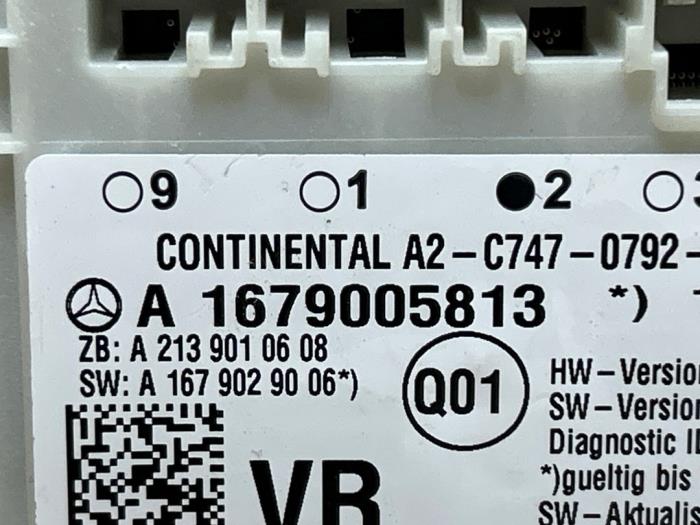 ○9 ○1 ●2 ○3
CONTINENTAL A2-C747-0792-
A 1679005813 *)
ZB: A 213 901 06 08
SW: A 167 902 90 06*)
Q01
HW-Versio
SW-Version
Diagnostic I
*)gueltig bis
SW-Aktualis
VR